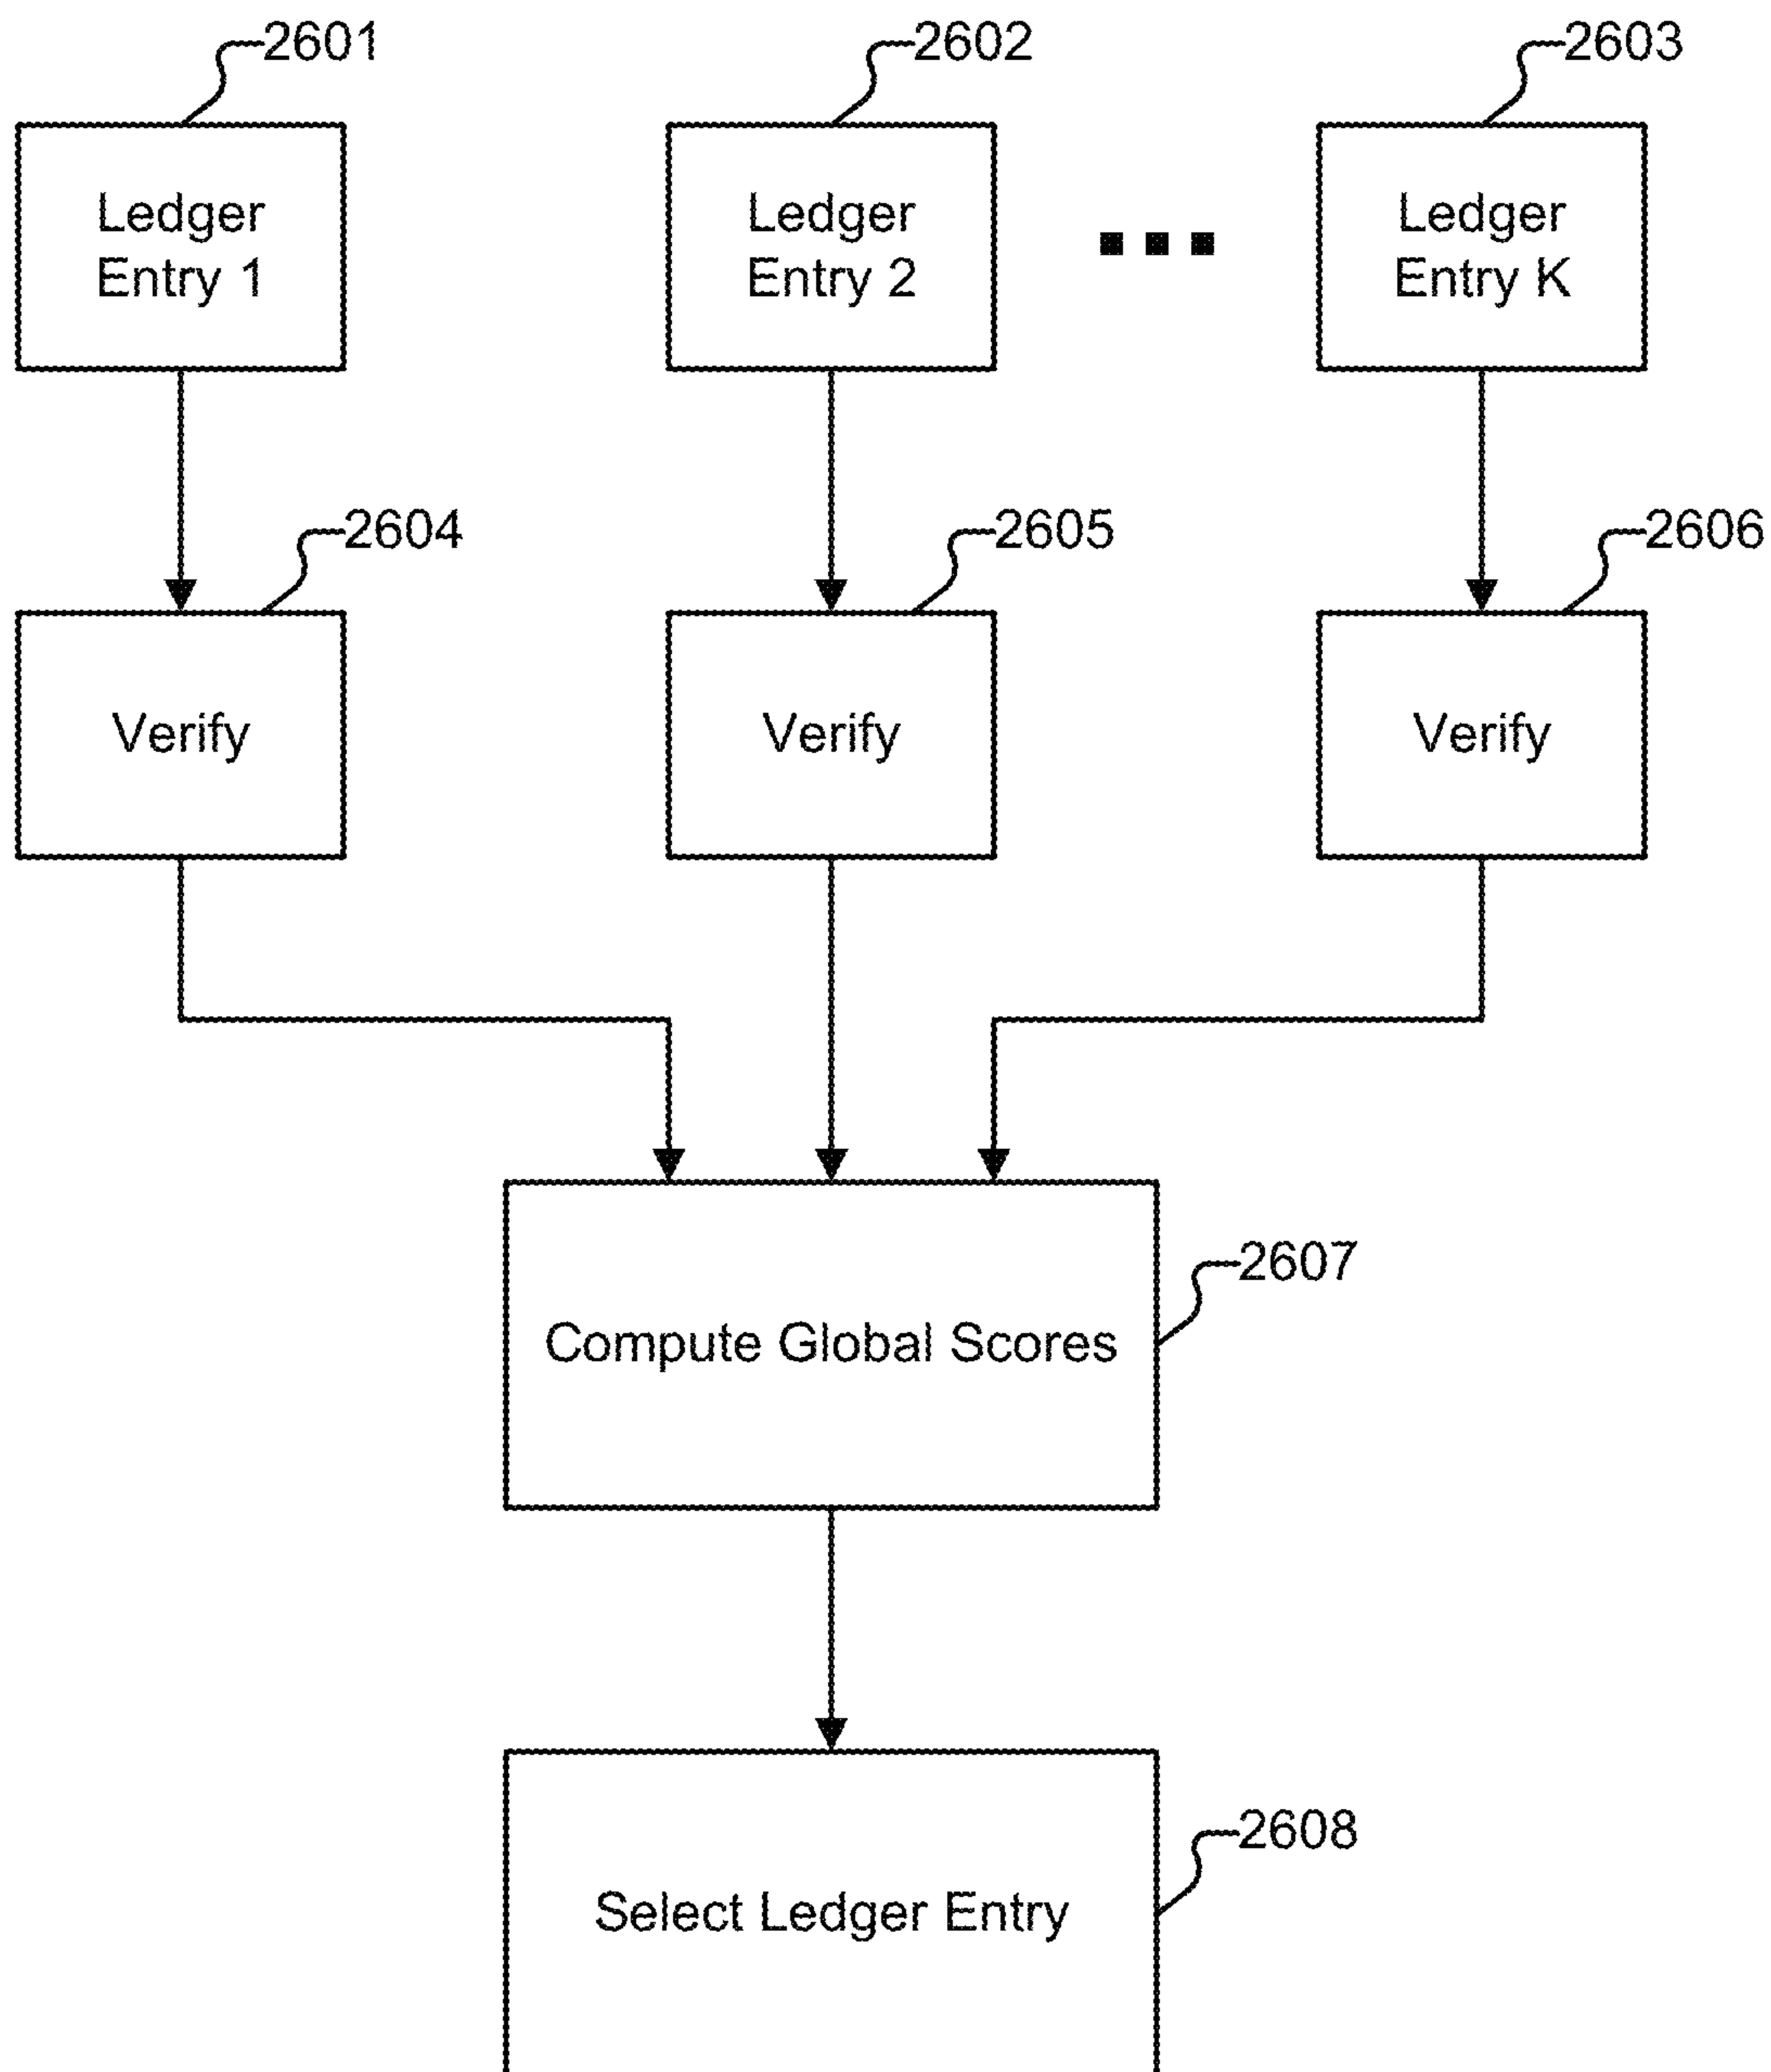 2601
2602
2603
Ledger
Entry 1
Ledger
Entry 2
Ledger
Entry K
2604
2605
2606
Verify
Verify
Verify
2607
Compute Global Scores
2608
Select Ledger Entry